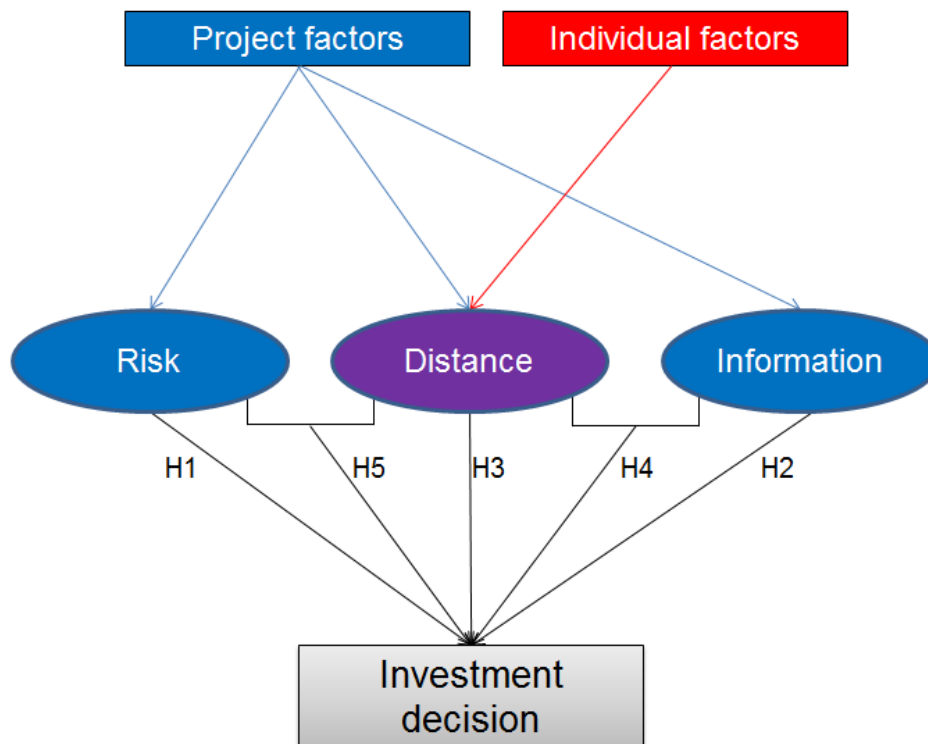 Project factors
Individual factors
Risk
Distance
Information
H1
H5
H3
H4
H2
Investment
decision